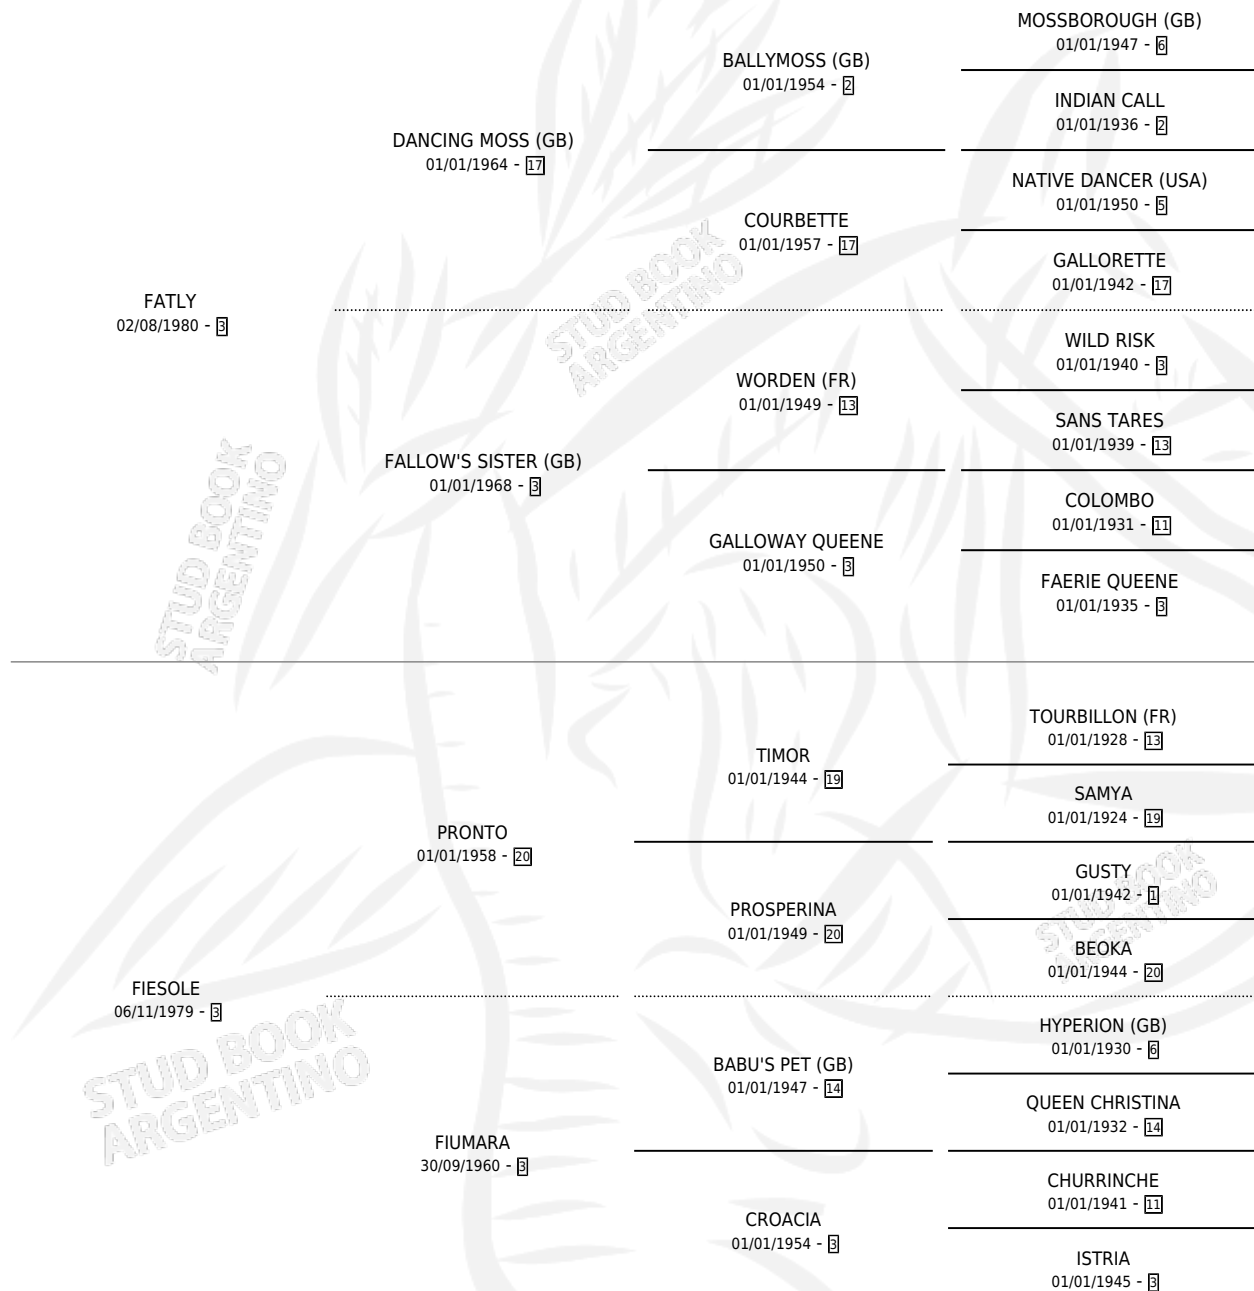 MOSSBOROUGH (GB)
01/01/1947 - 6
BALLYMOSS (GB)
01/01/1954 - 2
INDIAN CALL
01/01/1936 - 2
DANCING MOSS (GB)
01/01/1964 - 17
NATIVE DANCER (USA)
01/01/1950 - 5
COURBETTE
01/01/1957 - 17
GALLORETTE
01/01/1942 - 17
FATLY
02/08/1980 - 3
STUD BOOK
ARGENTINO
WILD RISK
01/01/1940 - 3
WORDEN (FR)
01/01/1949 - 13
SANS TARES
01/01/1939 - 13
FALLOW'S SISTER (GB)
01/01/1968 - 3
COLOMBO
01/01/1931 - 11
GALLOWAY QUEENE
01/01/1950 - 3
FAERIE QUEENE
01/01/1935 - 3
STUD BOOK
ARGENTINO
TOURBILLON (FR)
01/01/1928 - 13
TIMOR
01/01/1944 - 19
SAMYA
01/01/1924 - 19
PRONTO
01/01/1958 - 20
GUSTY
01/01/1942 - 1
PROSPERINA
01/01/1949 - 20
BEOKA
01/01/1944 - 20
STUD BOOK
ARGENTINO
FIESOLE
06/11/1979 - 3
HYPERION (GB)
01/01/1930 - 6
BABU'S PET (GB)
01/01/1947 - 14
QUEEN CHRISTINA
01/01/1932 - 14
STUD BOOK
ARGENTINO
FIUMARA
30/09/1960 - 3
CHURRINCHE
01/01/1941 - 11
CROACIA
01/01/1954 - 3
ISTRIA
01/01/1945 - 3